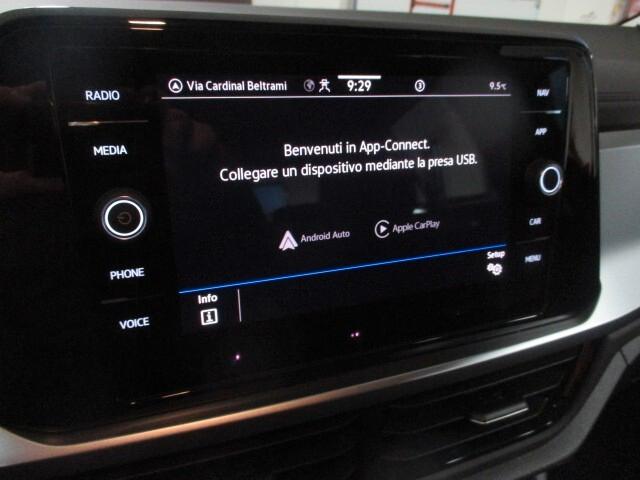 Via Cardinal Beltrami 9:29 3 9.5°C
RADIO
MEDIA
PHONE
VOICE
Benvenuti in App-Connect.
Collegare un dispositivo mediante la presa USB.
Android Auto Apple CarPlay
Info
Setup
NAV
APP
CAR
MENU